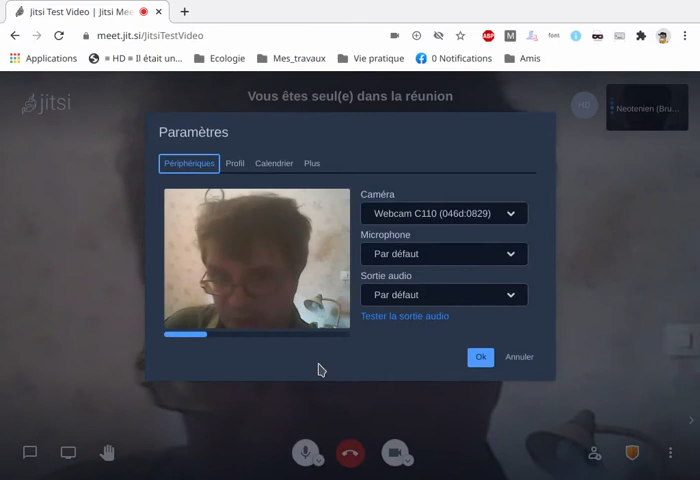 Jitsi Test Video | Jitsi Mee
meet.jit.si/JitsiTestVideo
ABP
M
font
Applications
= HD = Il était un...
Ecologie
Mes_travaux
Vie pratique
0 Notifications
Amis
jitsi
Vous êtes seul(e) dans la réunion
Neotenien (Bru...
Paramètres
Périphériques
Profil
Calendrier
Plus
Caméra
Webcam C110 (046d:0829)
Microphone
Par défaut
Sortie audio
Par défaut
Tester la sortie audio
Ok
Annuler